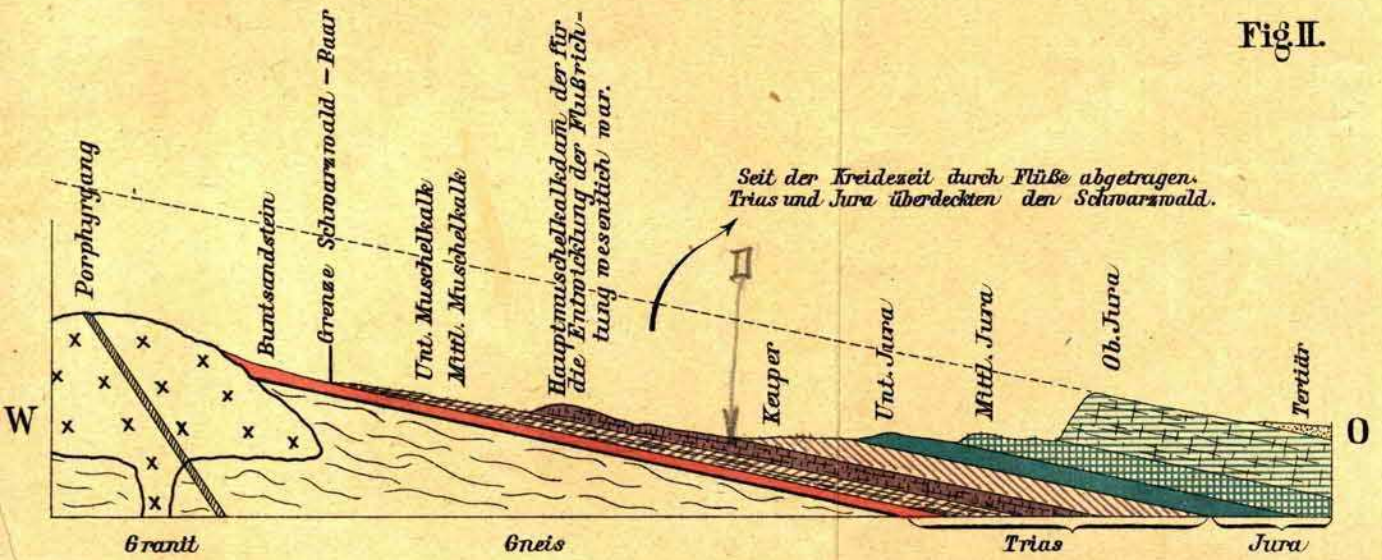 Fig.II.
Porphyrgang
Buntsandstein
Grenze Schwarzwald – Baar
Unt. Muschelkalk
Mittl. Muschelkalk
Hauptmuschelkalkdam̄ der für
die Entwicklung der Flußrich-
tung wesentlich war.
Seit der Kreidezeit durch Flüße abgetragen.
Trias und Jura überdeckten den Schwarzwald.
II
Keuper
Unt. Jura
Mittl. Jura
Ob. Jura
Tertiär
W
O
x x x x x x x x x x x x
Granit
Gneis
Trias
Jura